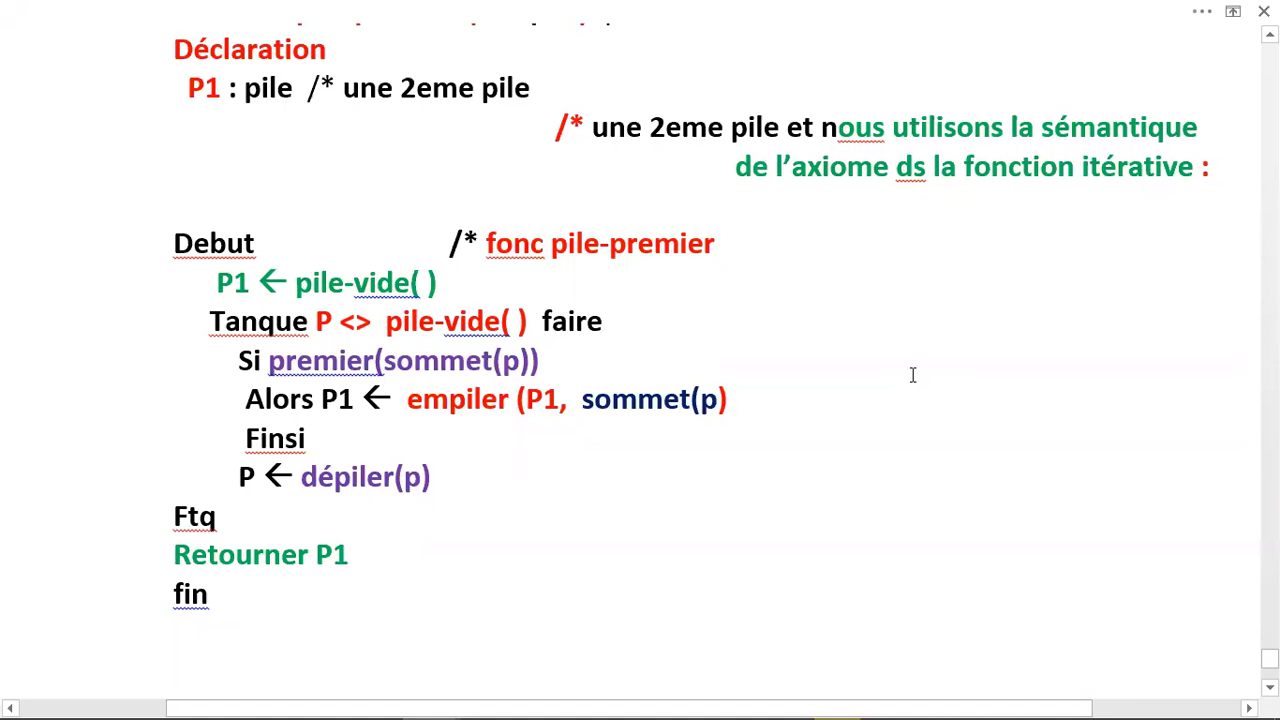 Déclaration
P1 : pile /* une 2eme pile
/* une 2eme pile et nous utilisons la sémantique
de l’axiome ds la fonction itérative :
Debut /* fonc pile-premier
P1 ← pile-vide( )
Tanque P <> pile-vide( ) faire
Si premier(sommet(p))
Alors P1 ← empiler (P1, sommet(p)
Finsi
P ← dépiler(p)
Ftq
Retourner P1
fin